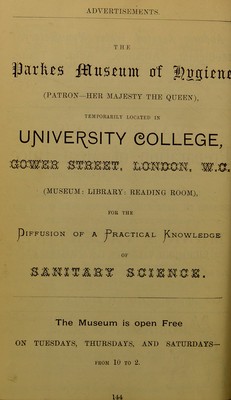 ADVERTISEMENTS.
THE
Parkes Museum of Hygiene
(PATRON—HER MAJESTY THE QUEEN),
TEMPORARILY LOCATED IN
UNIVERSITY COLLEGE,
GOWER STREET, LONDON, W.C.
(MUSEUM: LIBRARY: READING ROOM),
FOR THE
DIFFUSION OF A PRACTICAL KNOWLEDGE
OF
SANITARY SCIENCE.
The Museum is open Free
ON TUESDAYS, THURSDAYS, AND SATURDAYS—
FROM 10 TO 2.
144